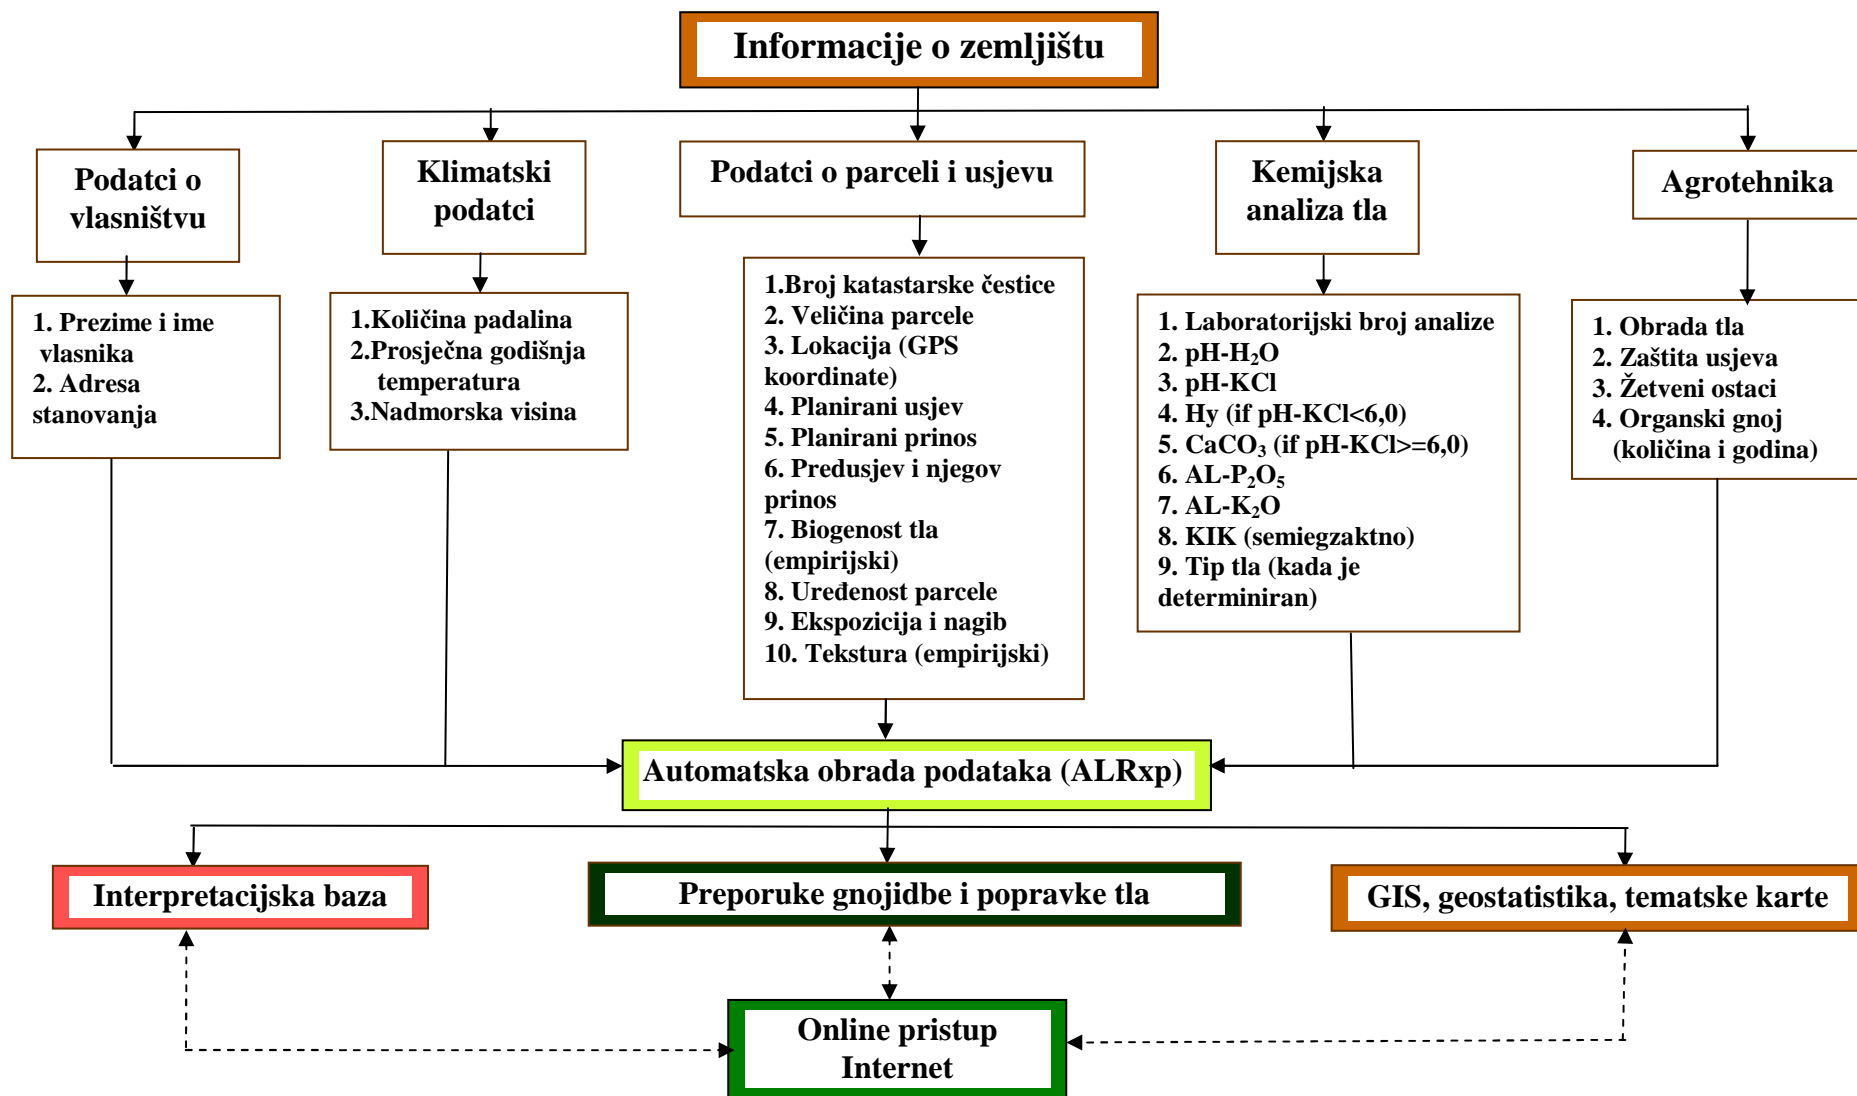 Informacije o zemljištu
Podatci o
vlasništvu
Klimatski
podatci
Podatci o parceli i usjevu
Kemijska
analiza tla
Agrotehnika
1. Prezime i ime
vlasnika
2. Adresa
stanovanja
1.Količina padalina
2.Prosječna godišnja
temperatura
3.Nadmorska visina
1.Broj katastarske čestice
2. Veličina parcele
3. Lokacija (GPS
koordinate)
4. Planirani usjev
5. Planirani prinos
6. Predusjev i njegov
prinos
7. Biogenost tla
(empirijski)
8. Uređenost parcele
9. Ekspozicija i nagib
10. Tekstura (empirijski)
1. Laboratorijski broj analize
2. pH-H₂O
3. pH-KCl
4. Hy (if pH-KCl<6,0)
5. CaCO₃ (if pH-KCl>=6,0)
6. AL-P₂O₅
7. AL-K₂O
8. KIK (semiegzaktno)
9. Tip tla (kada je
determiniran)
1. Obrada tla
2. Zaštita usjeva
3. Žetveni ostaci
4. Organski gnoj
(količina i godina)
Automatska obrada podataka (ALRxp)
Interpretacijska baza
Preporuke gnojidbe i popravke tla
GIS, geostatistika, tematske karte
Online pristup
Internet